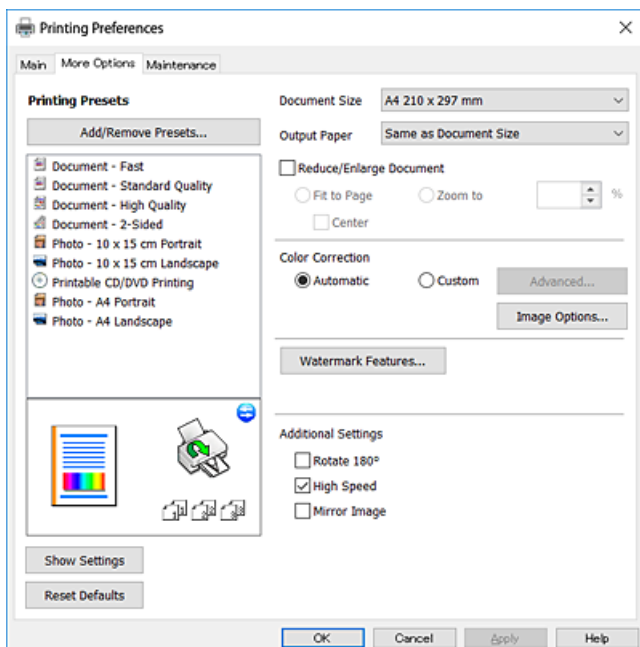 Printing Preferences
Main
More Options
Maintenance
Printing Presets
Add/Remove Presets...
Document - Fast
Document - Standard Quality
Document - High Quality
Document - 2-Sided
Photo - 10 x 15 cm Portrait
Photo - 10 x 15 cm Landscape
Printable CD/DVD Printing
Photo - A4 Portrait
Photo - A4 Landscape
Show Settings
Reset Defaults
Document Size
A4 210 x 297 mm
Output Paper
Same as Document Size
Reduce/Enlarge Document
Fit to Page
Zoom to
%
Center
Color Correction
Automatic
Custom
Advanced...
Image Options...
Watermark Features...
Additional Settings
Rotate 180°
High Speed
Mirror Image
OK
Cancel
Apply
Help